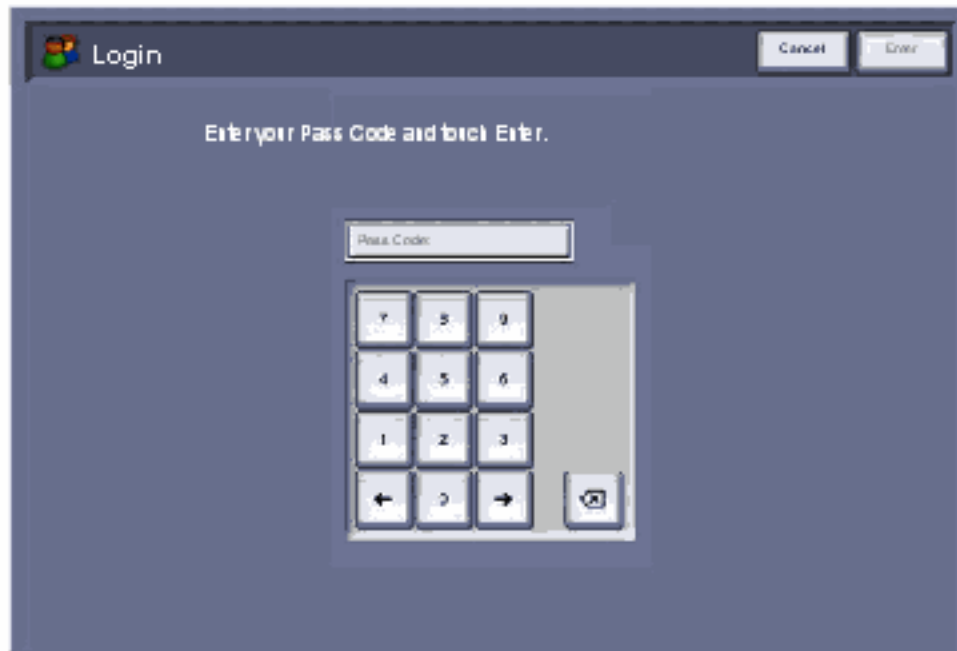 Login
Cancel
Enter
Enter your Pass Code and touch Enter.
Pass Code:
7 8 9
4 5 6
1 2 3
← 0 →